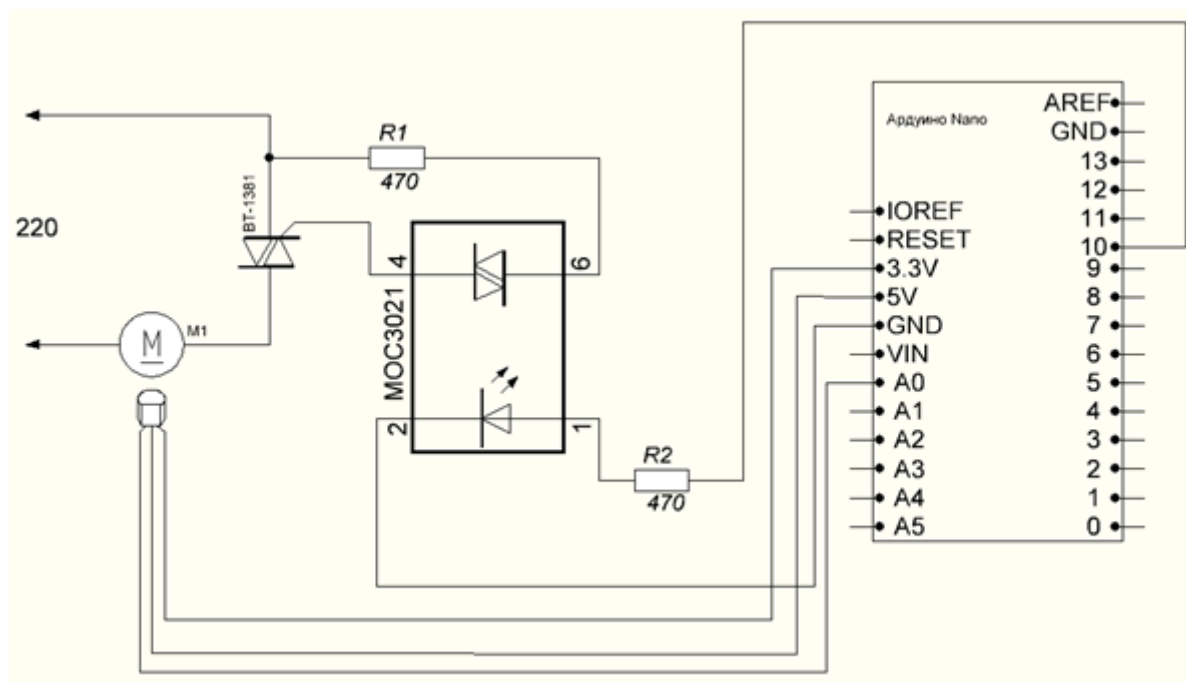 220
BT-1381
R1
470
M
M1
MOC3021
4
6
2
1
R2
470
Ардуино Nano
IOREF
RESET
3.3V
5V
GND
VIN
A0
A1
A2
A3
A4
A5
AREF
GND
13
12
11
10
9
8
7
6
5
4
3
2
1
0